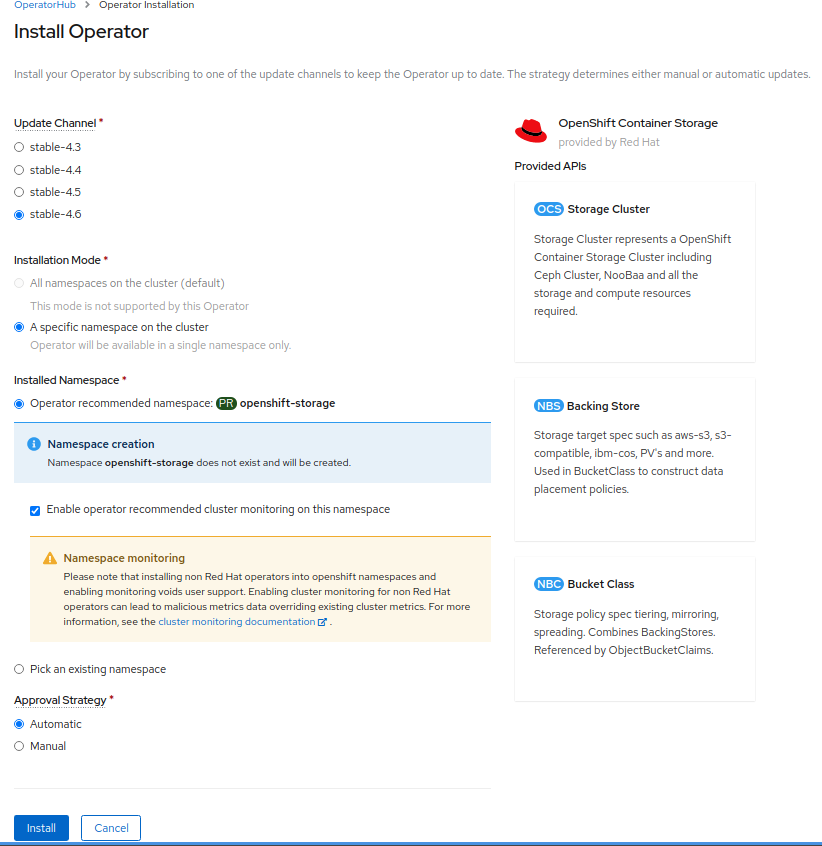 OperatorHub > Operator Installation
Install Operator
Install your Operator by subscribing to one of the update channels to keep the Operator up to date. The strategy determines either manual or automatic updates.
Update Channel *
stable-4.3
stable-4.4
stable-4.5
stable-4.6
Installation Mode *
All namespaces on the cluster (default)
This mode is not supported by this Operator
A specific namespace on the cluster
Operator will be available in a single namespace only.
Installed Namespace *
Operator recommended namespace: PR openshift-storage
Namespace creation
Namespace openshift-storage does not exist and will be created.
Enable operator recommended cluster monitoring on this namespace
Namespace monitoring
Please note that installing non Red Hat operators into openshift namespaces and
enabling monitoring voids user support. Enabling cluster monitoring for non Red Hat
operators can lead to malicious metrics data overriding existing cluster metrics. For more
information, see the cluster monitoring documentation .
Pick an existing namespace
Approval Strategy *
Automatic
Manual
Install Cancel
OpenShift Container Storage
provided by Red Hat
Provided APIs
OCS Storage Cluster
Storage Cluster represents a OpenShift
Container Storage Cluster including
Ceph Cluster, NooBaa and all the
storage and compute resources
required.
NBS Backing Store
Storage target spec such as aws-s3, s3-
compatible, ibm-cos, PV's and more.
Used in BucketClass to construct data
placement policies.
NBC Bucket Class
Storage policy spec tiering, mirroring,
spreading. Combines BackingStores.
Referenced by ObjectBucketClaims.